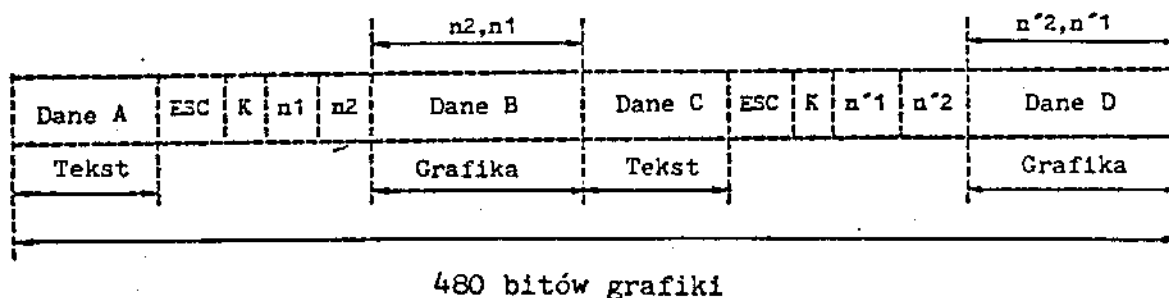 n2,n1 n"2,n"1
Dane A ESC K n1 n2 Dane B Dane C ESC K n"1 n"2 Dane D
Tekst Grafika Tekst Grafika
480 bitów grafiki